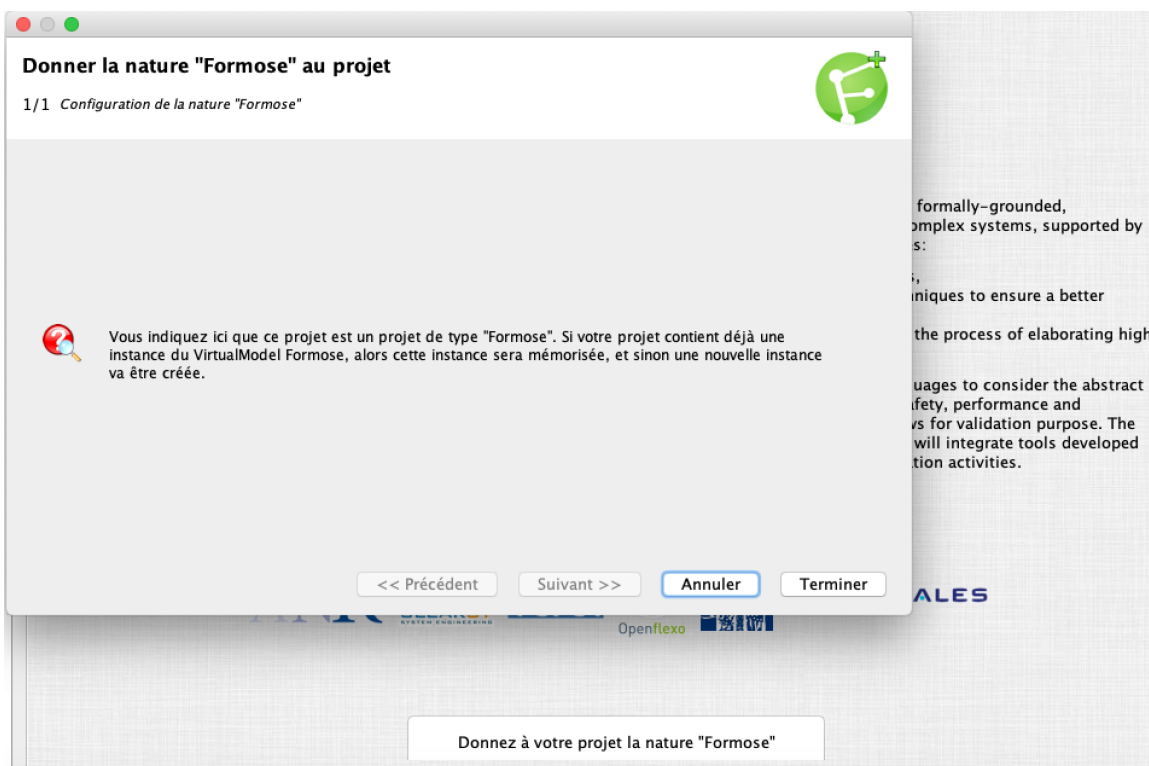 Donner la nature "Formose" au projet
1/1 Configuration de la nature "Formose"
formally-grounded,
omplex systems, supported by
s:
s,
niques to ensure a better
the process of elaborating high
Vous indiquez ici que ce projet est un projet de type "Formose". Si votre projet contient déjà une
instance du VirtualModel Formose, alors cette instance sera mémorisée, et sinon une nouvelle instance
va être créée.
uages to consider the abstract
afety, performance and
ws for validation purpose. The
will integrate tools developed
tion activities.
<< Précédent
Suivant >>
Annuler
Terminer
ALES
SYSTEM ENGINEERING
Openflexo
Donnez à votre projet la nature "Formose"